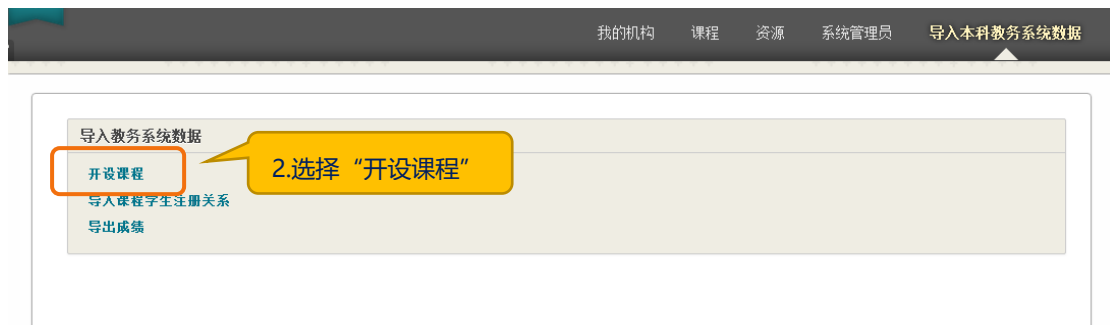 我的机构 课程 资源 系统管理员 导入本科教务系统数据
导入教务系统数据
2.选择“开设课程”
开设课程
导入课程学生注册关系
导出成绩